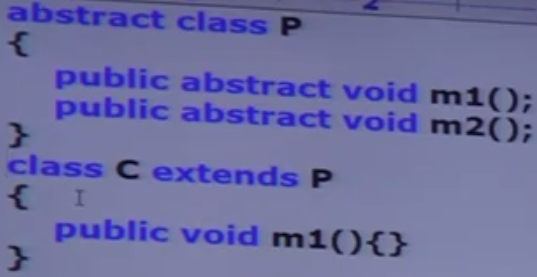 abstract class P
{
public abstract void m1();
public abstract void m2();
}
class C extends P
{
public void m1(){}
}